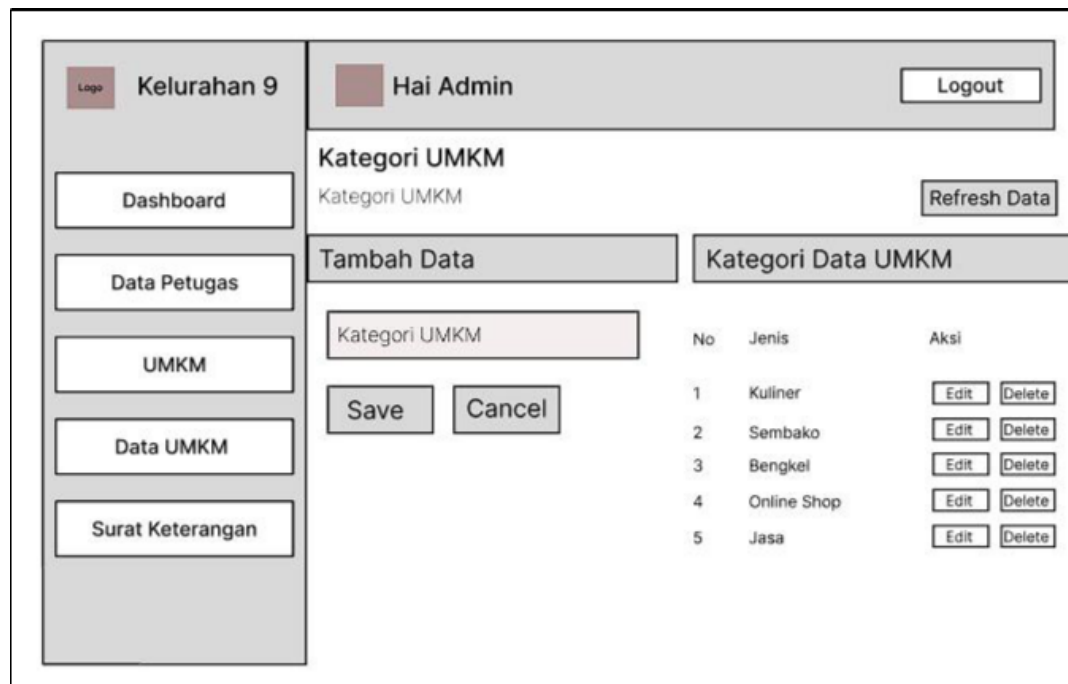 Logo
Kelurahan 9
Hai Admin
Logout
Dashboard
Data Petugas
UMKM
Data UMKM
Surat Keterangan
Kategori UMKM
Kategori UMKM
Refresh Data
Tambah Data
Kategori UMKM
Save
Cancel
Kategori Data UMKM
No Jenis Aksi
1 Kuliner Edit Delete
2 Sembako Edit Delete
3 Bengkel Edit Delete
4 Online Shop Edit Delete
5 Jasa Edit Delete